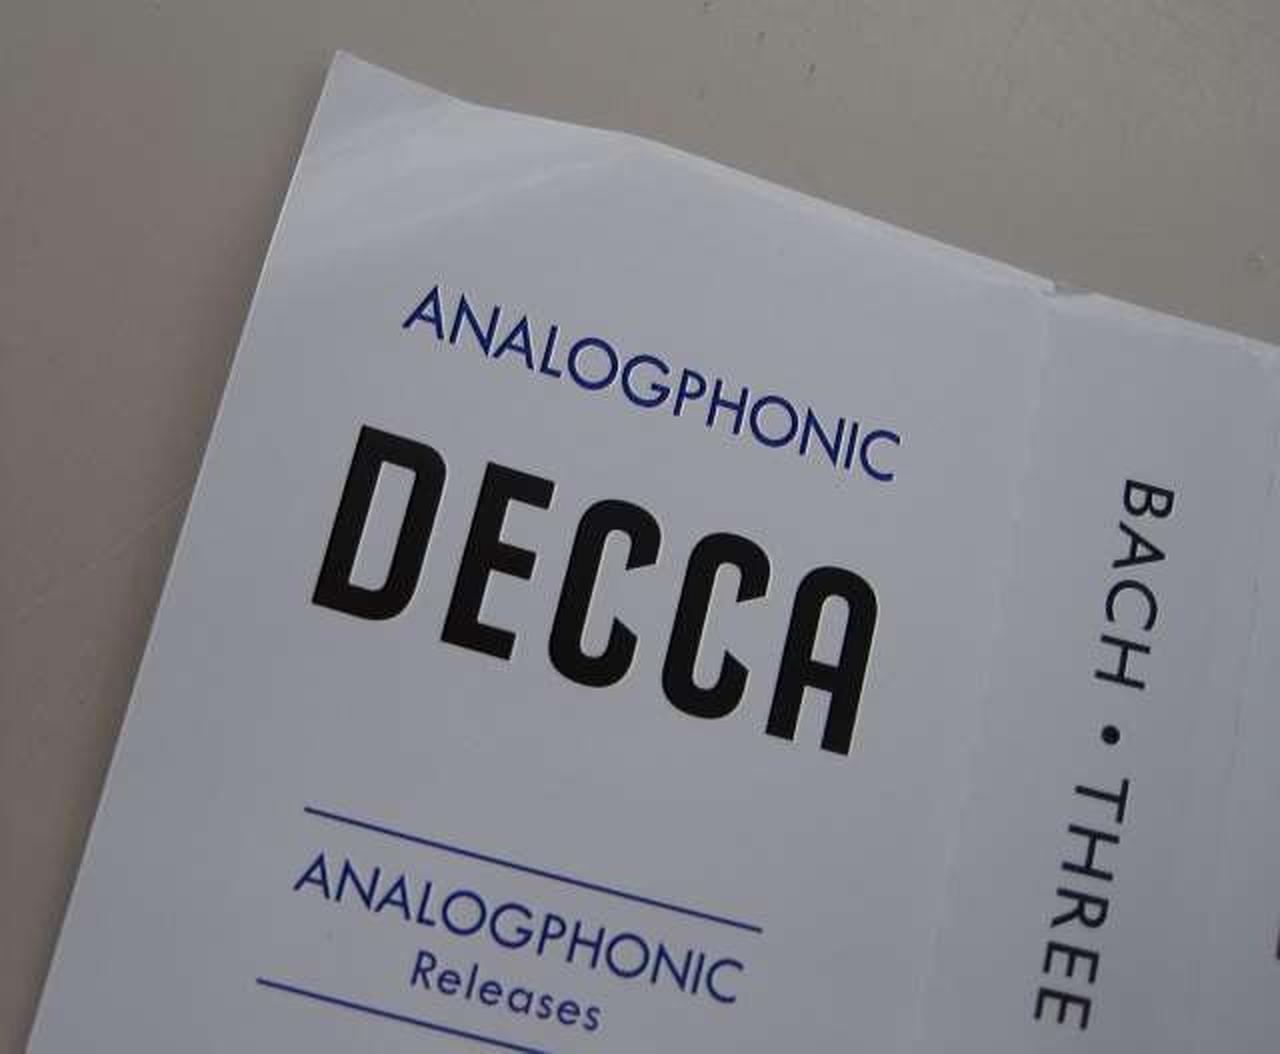 ANALOGPHONIC
DECCA
ANALOGPHONIC
Releases
BACH • THREE